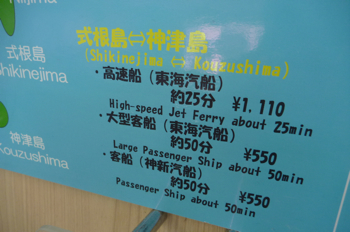 Niijima
式根島
Shikinejima
神津島
Kouzushima
式根島⇔神津島
(Shikinejima ⇔ Kouzushima)
・高速船（東海汽船）
約25分 ¥1,110
High-speed Jet Ferry about 25min
・大型客船（東海汽船）
約50分 ¥550
Large Passenger Ship about 50min
・客船（神新汽船）
約50分 ¥550
Passenger Ship about 50min